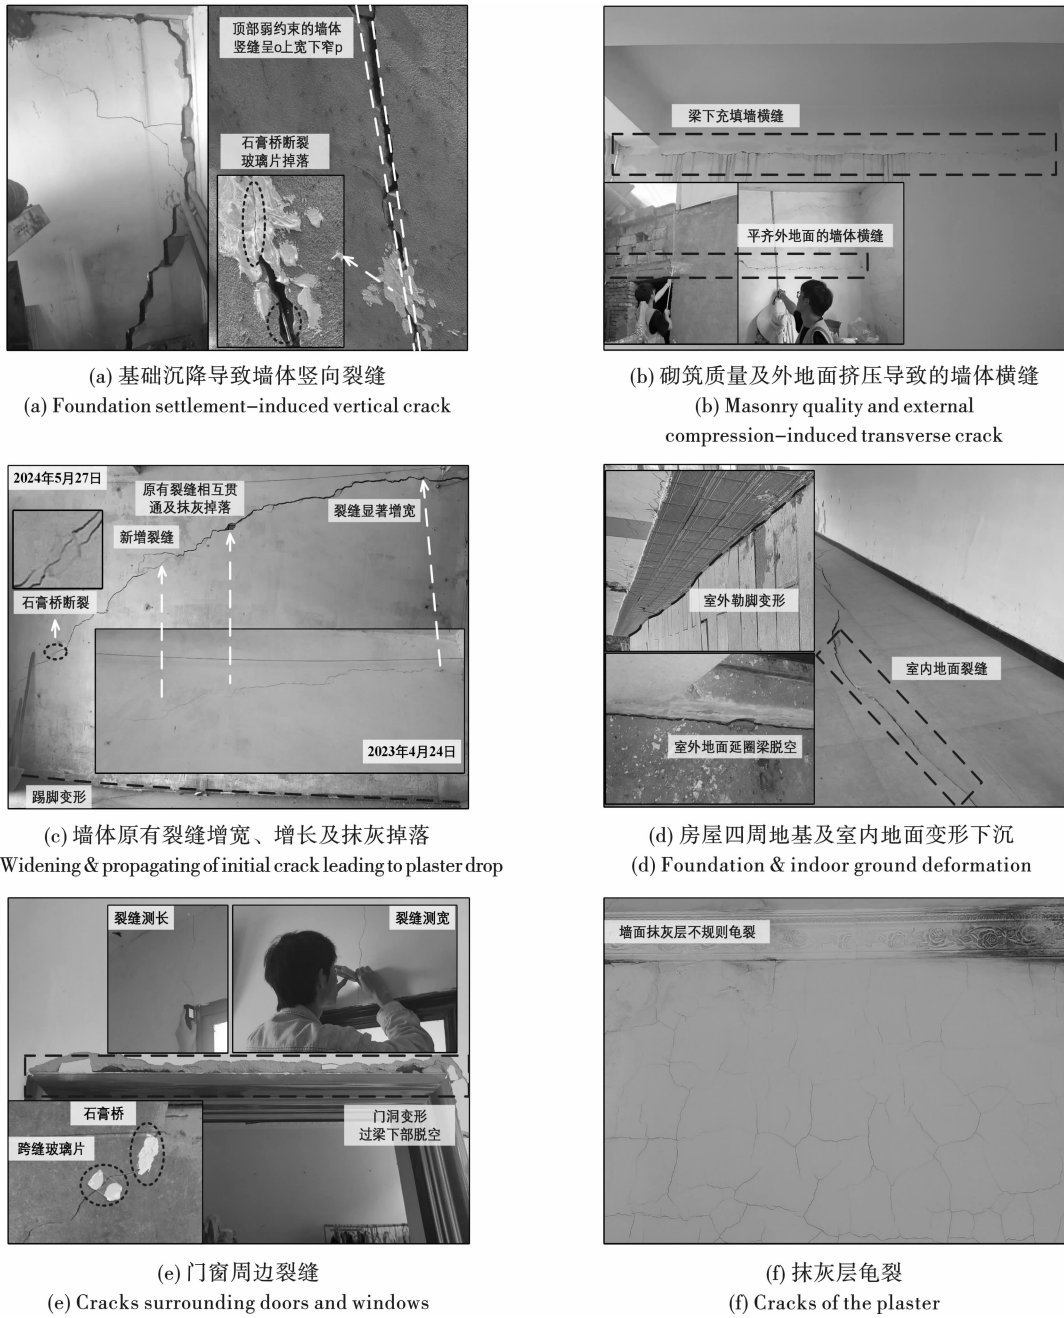 顶部弱约束的墙体
竖缝呈o上宽下窄p
石膏桥断裂
玻璃片掉落
(a) 基础沉降导致墙体竖向裂缝
(a) Foundation settlement-induced vertical crack
梁下充填墙横缝
平齐外地面的墙体横缝
(b) 砌筑质量及外地面挤压导致的墙体横缝
(b) Masonry quality and external
compression-induced transverse crack
2024年5月27日
原有裂缝相互贯
通及抹灰掉落
裂缝显著增宽
新增裂缝
石膏桥断裂
2023年4月24日
踢脚变形
(c) 墙体原有裂缝增宽、增长及抹灰掉落
Widening & propagating of initial crack leading to plaster drop
室外勒脚变形
室内地面裂缝
室外地面延圈梁脱空
(d) 房屋四周地基及室内地面变形下沉
(d) Foundation & indoor ground deformation
裂缝测长
裂缝测宽
石膏桥
跨缝玻璃片
门洞变形
过梁下部脱空
(e) 门窗周边裂缝
(e) Cracks surrounding doors and windows
墙面抹灰层不规则龟裂
(f) 抹灰层龟裂
(f) Cracks of the plaster